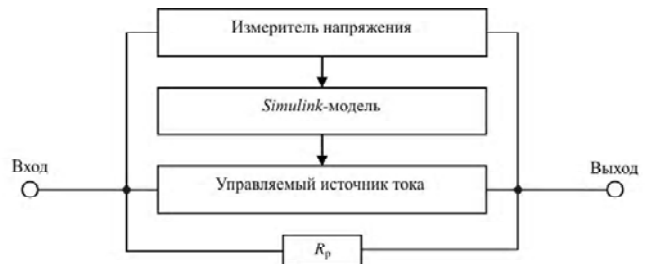 Измеритель напряжения
Simulink-модель
Вход
Управляемый источник тока
Выход
Rр